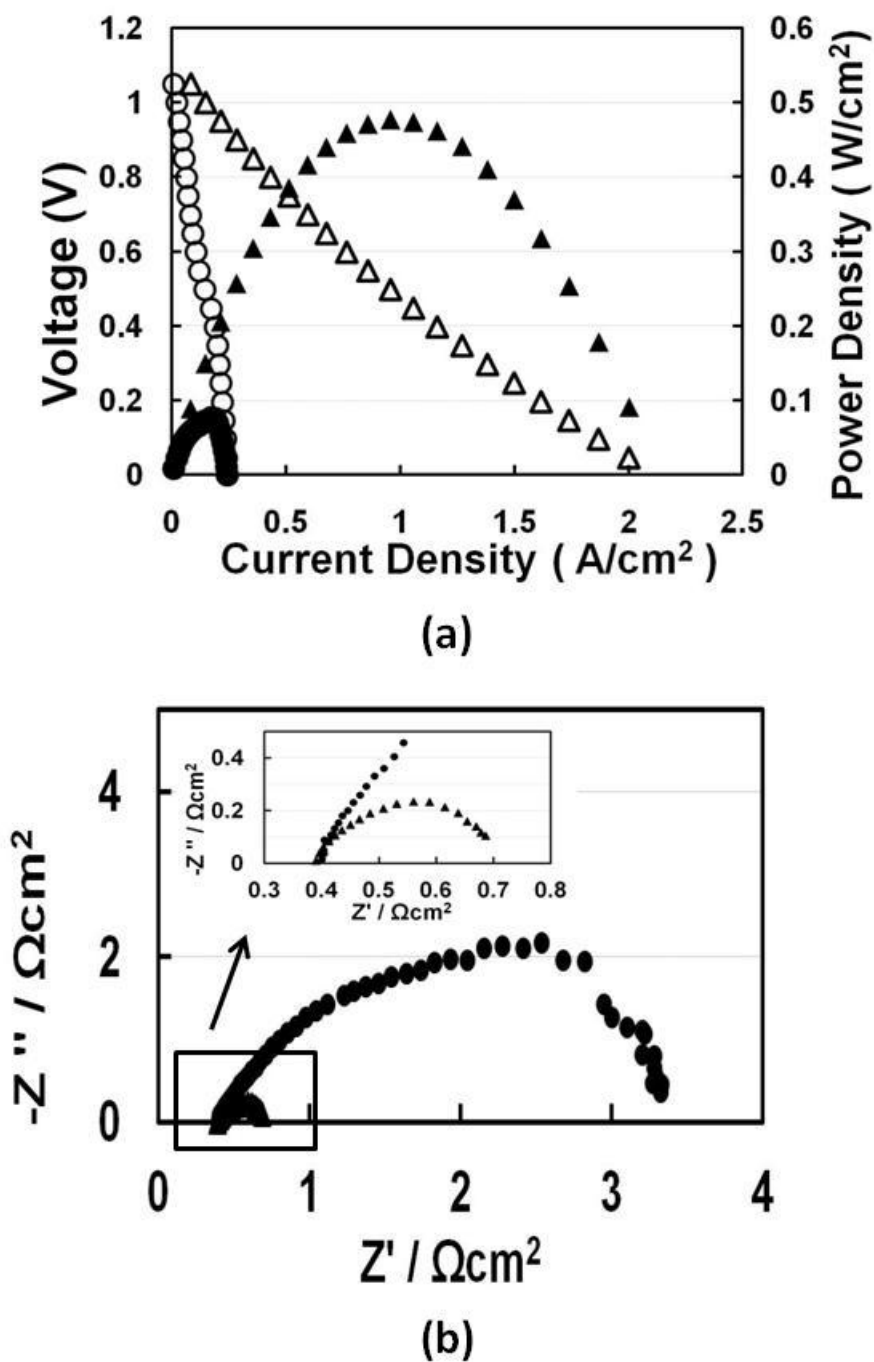 1.2
1
0.8
0.6
0.4
0.2
0
Voltage (V)
0.6
0.5
0.4
0.3
0.2
0.1
0
Power Density ( W/cm²)
0 0.5 1 1.5 2 2.5
Current Density ( A/cm² )
(a)
4
2
0
-Z '' / Ωcm²
0.4
0.2
0
-Z '' / Ωcm²
0.3 0.4 0.5 0.6 0.7 0.8
Z' / Ωcm²
0 1 2 3 4
Z' / Ωcm²
(b)